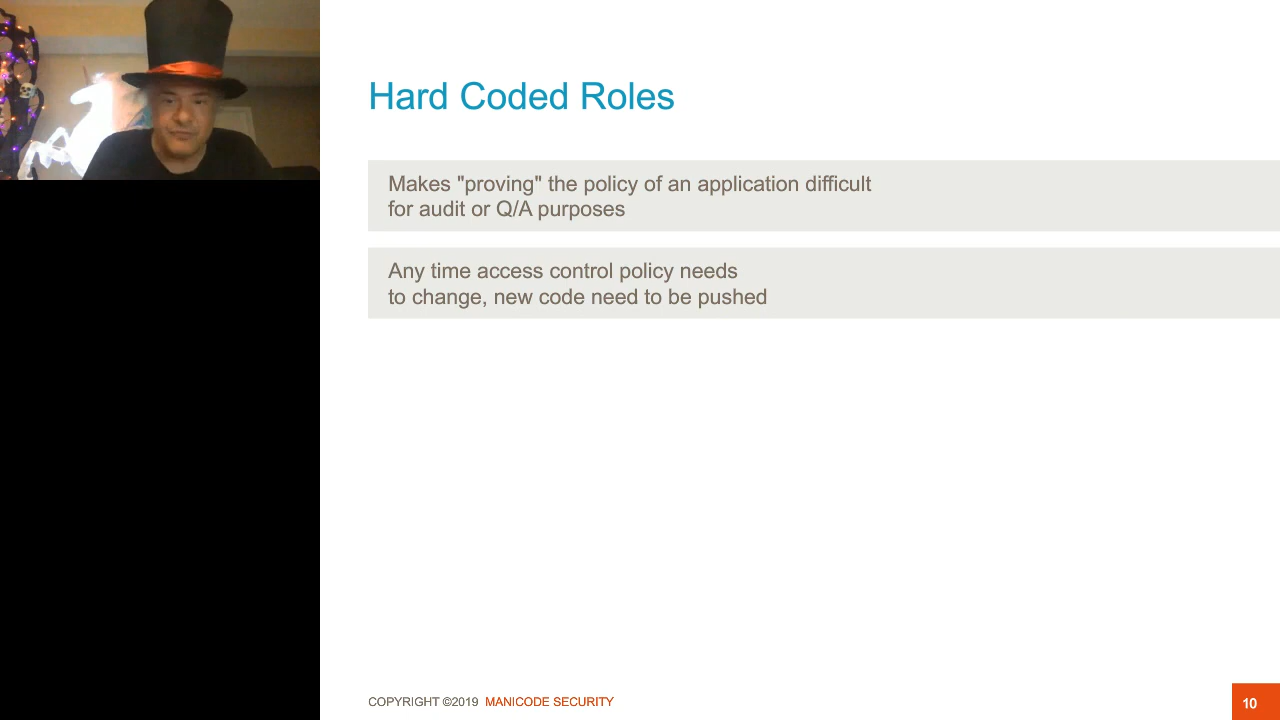 Hard Coded Roles
Makes "proving" the policy of an application difficult
for audit or Q/A purposes
Any time access control policy needs
to change, new code need to be pushed
COPYRIGHT ©2019 MANICODE SECURITY
10